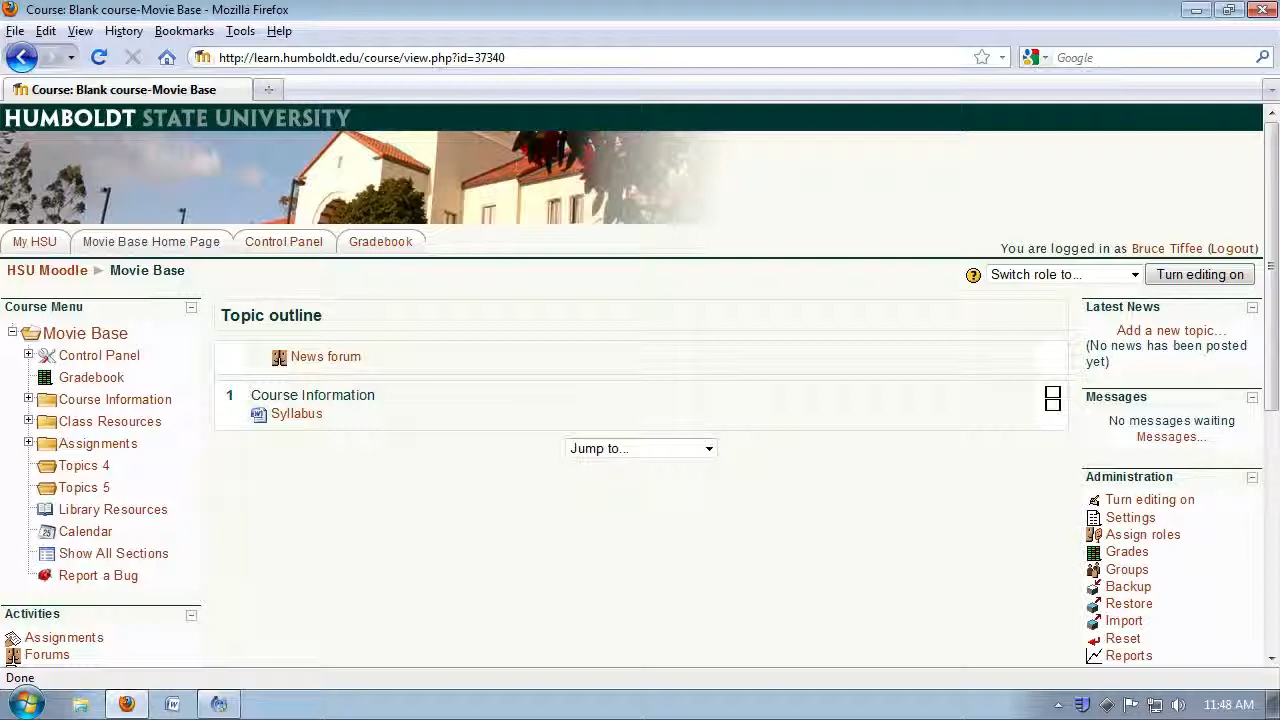 Course: Blank course-Movie Base - Mozilla Firefox
File Edit View History Bookmarks Tools Help
http://learn.humboldt.edu/course/view.php?id=37340
Google
Course: Blank course-Movie Base
HUMBOLDT STATE UNIVERSITY
My HSU
Movie Base Home Page
Control Panel
Gradebook
You are logged in as Bruce Tiffee (Logout)
HSU Moodle ► Movie Base
Switch role to...
Turn editing on
Course Menu
Movie Base
Control Panel
Gradebook
Course Information
Class Resources
Assignments
Topics 4
Topics 5
Library Resources
Calendar
Show All Sections
Report a Bug
Activities
Assignments
Forums
Topic outline
News forum
1 Course Information
Syllabus
Jump to...
Latest News
Add a new topic...
(No news has been posted
yet)
Messages
No messages waiting
Messages...
Administration
Turn editing on
Settings
Assign roles
Grades
Groups
Backup
Restore
Import
Reset
Reports
Done
11:48 AM